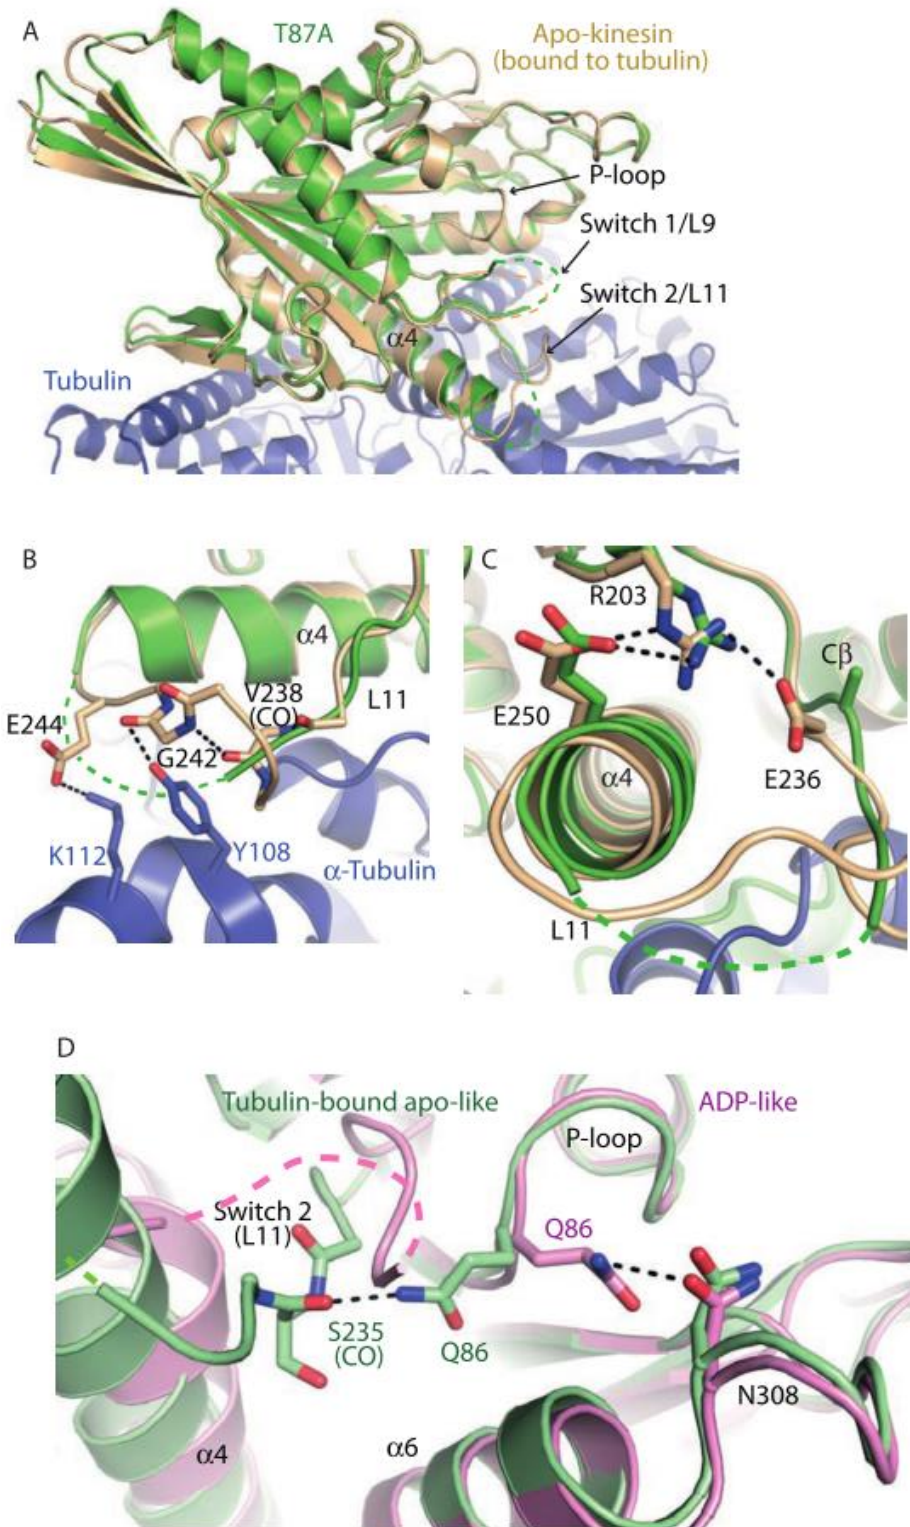 A
T87A
Apo-kinesin
(bound to tubulin)
P-loop
Switch 1/L9
Switch 2/L11
α4
Tubulin
B
α4
V238
(CO)
L11
E244
G242
K112
Y108
α-Tubulin
C
R203
Cβ
E250
α4
E236
L11
D
Tubulin-bound apo-like
ADP-like
P-loop
Switch 2
(L11)
Q86
S235
(CO)
Q86
N308
α4
α6